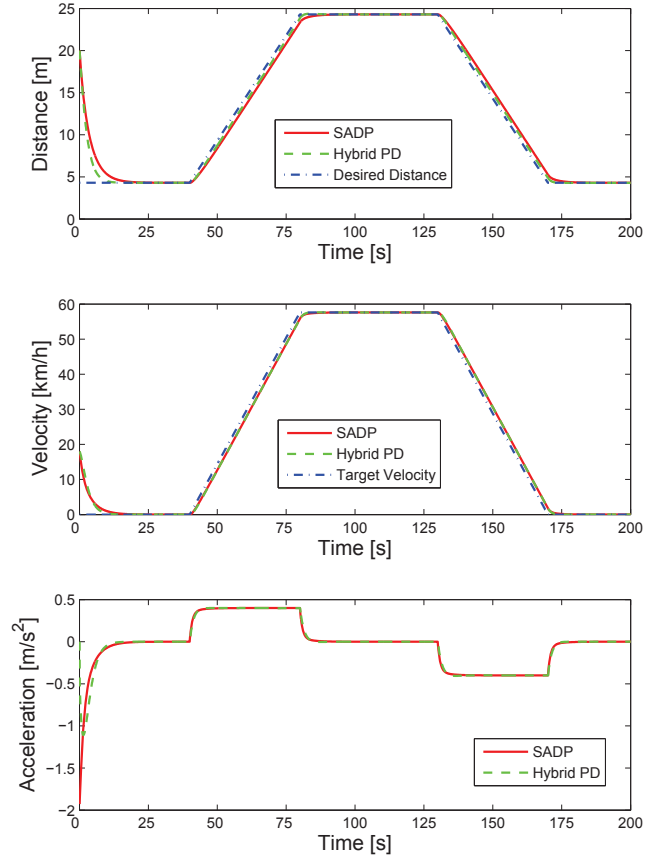 25
20
15
10
5
0
Distance [m]
SADP
Hybrid PD
Desired Distance
0 25 50 75 100 125 150 175 200
Time [s]
60
50
40
30
20
10
0
Velocity [km/h]
SADP
Hybrid PD
Target Velocity
0 25 50 75 100 125 150 175 200
Time [s]
0.5
0
−0.5
−1
−1.5
−2
Acceleration [m/s²]
SADP
Hybrid PD
0 25 50 75 100 125 150 175 200
Time [s]